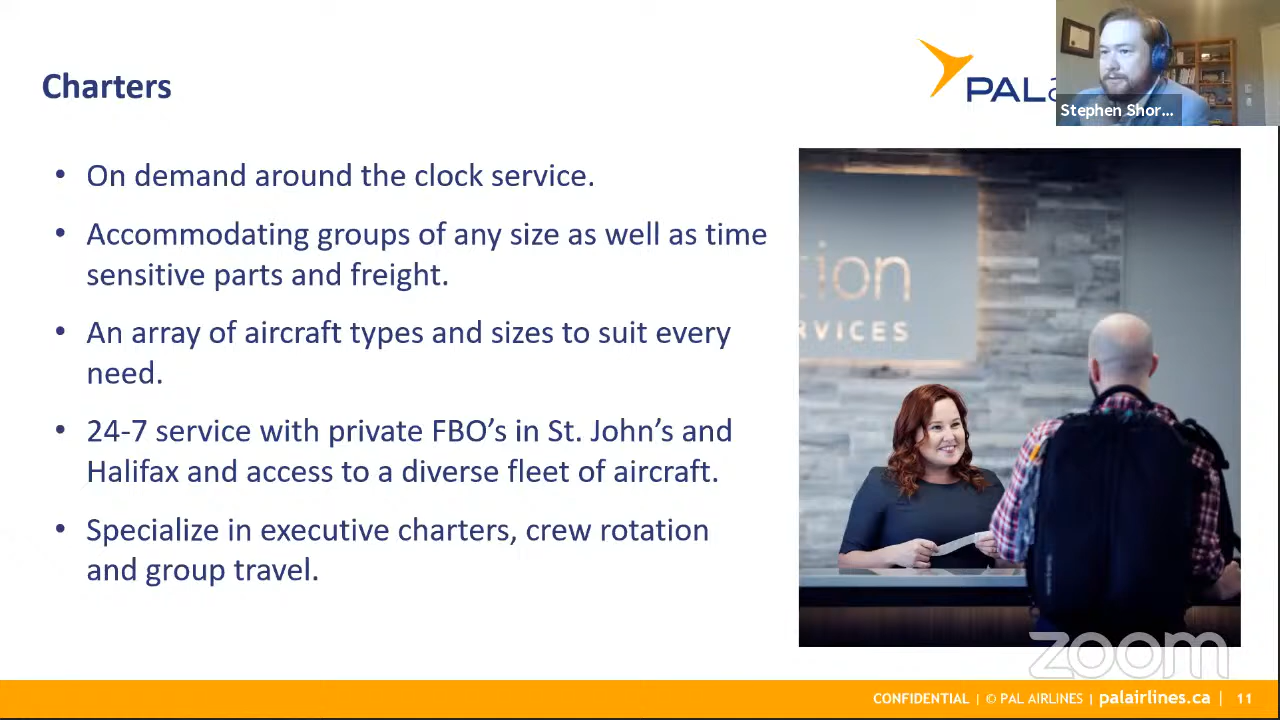 Charters
PAL
Stephen Shor...
• On demand around the clock service.
• Accommodating groups of any size as well as time
sensitive parts and freight.
• An array of aircraft types and sizes to suit every
need.
• 24-7 service with private FBO’s in St. John’s and
Halifax and access to a diverse fleet of aircraft.
• Specialize in executive charters, crew rotation
and group travel.
tion
RVICES
zoom
CONFIDENTIAL | © PAL AIRLINES | palairlines.ca | 11